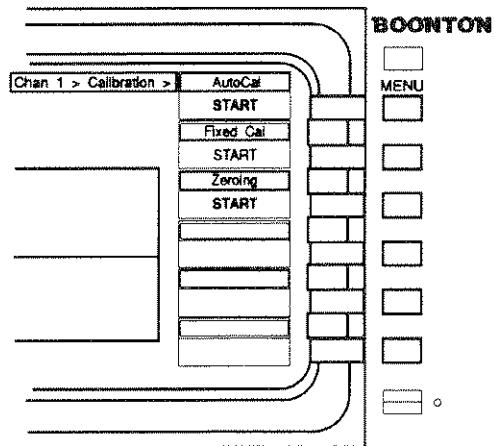 BOONTON
MENU
Chan 1 > Calibration >
AutoCal
START
Fixed Cal
START
Zeroing
START